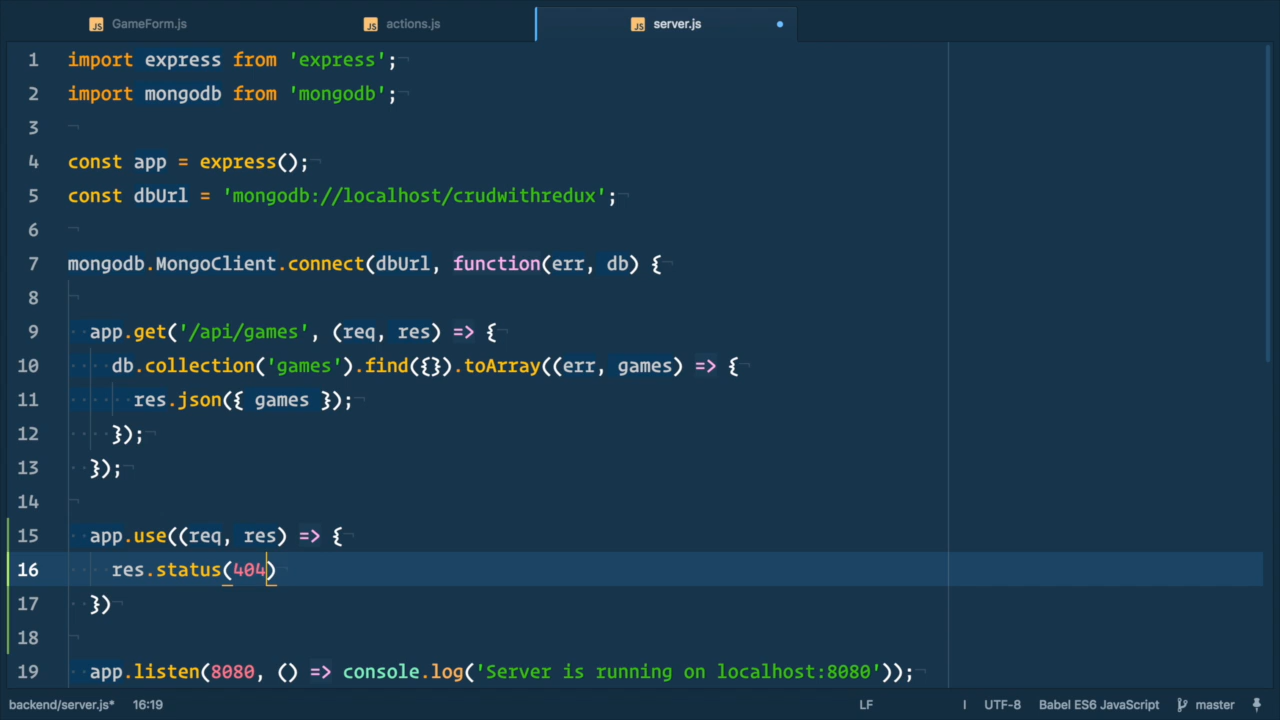 JS GameForm.js JS actions.js JS server.js
1 import express from 'express';
2 import mongodb from 'mongodb';
3
4 const app = express();
5 const dbUrl = 'mongodb://localhost/crudwithredux';
6
7 mongodb.MongoClient.connect(dbUrl, function(err, db) {
8
9 app.get('/api/games', (req, res) => {
10 db.collection('games').find({}).toArray((err, games) => {
11 res.json({ games });
12 });
13 });
14
15 app.use((req, res) => {
16 res.status(404)
17 })
18
19 app.listen(8080, () => console.log('Server is running on localhost:8080'));
backend/server.js* 16:19 LF UTF-8 Babel ES6 JavaScript master